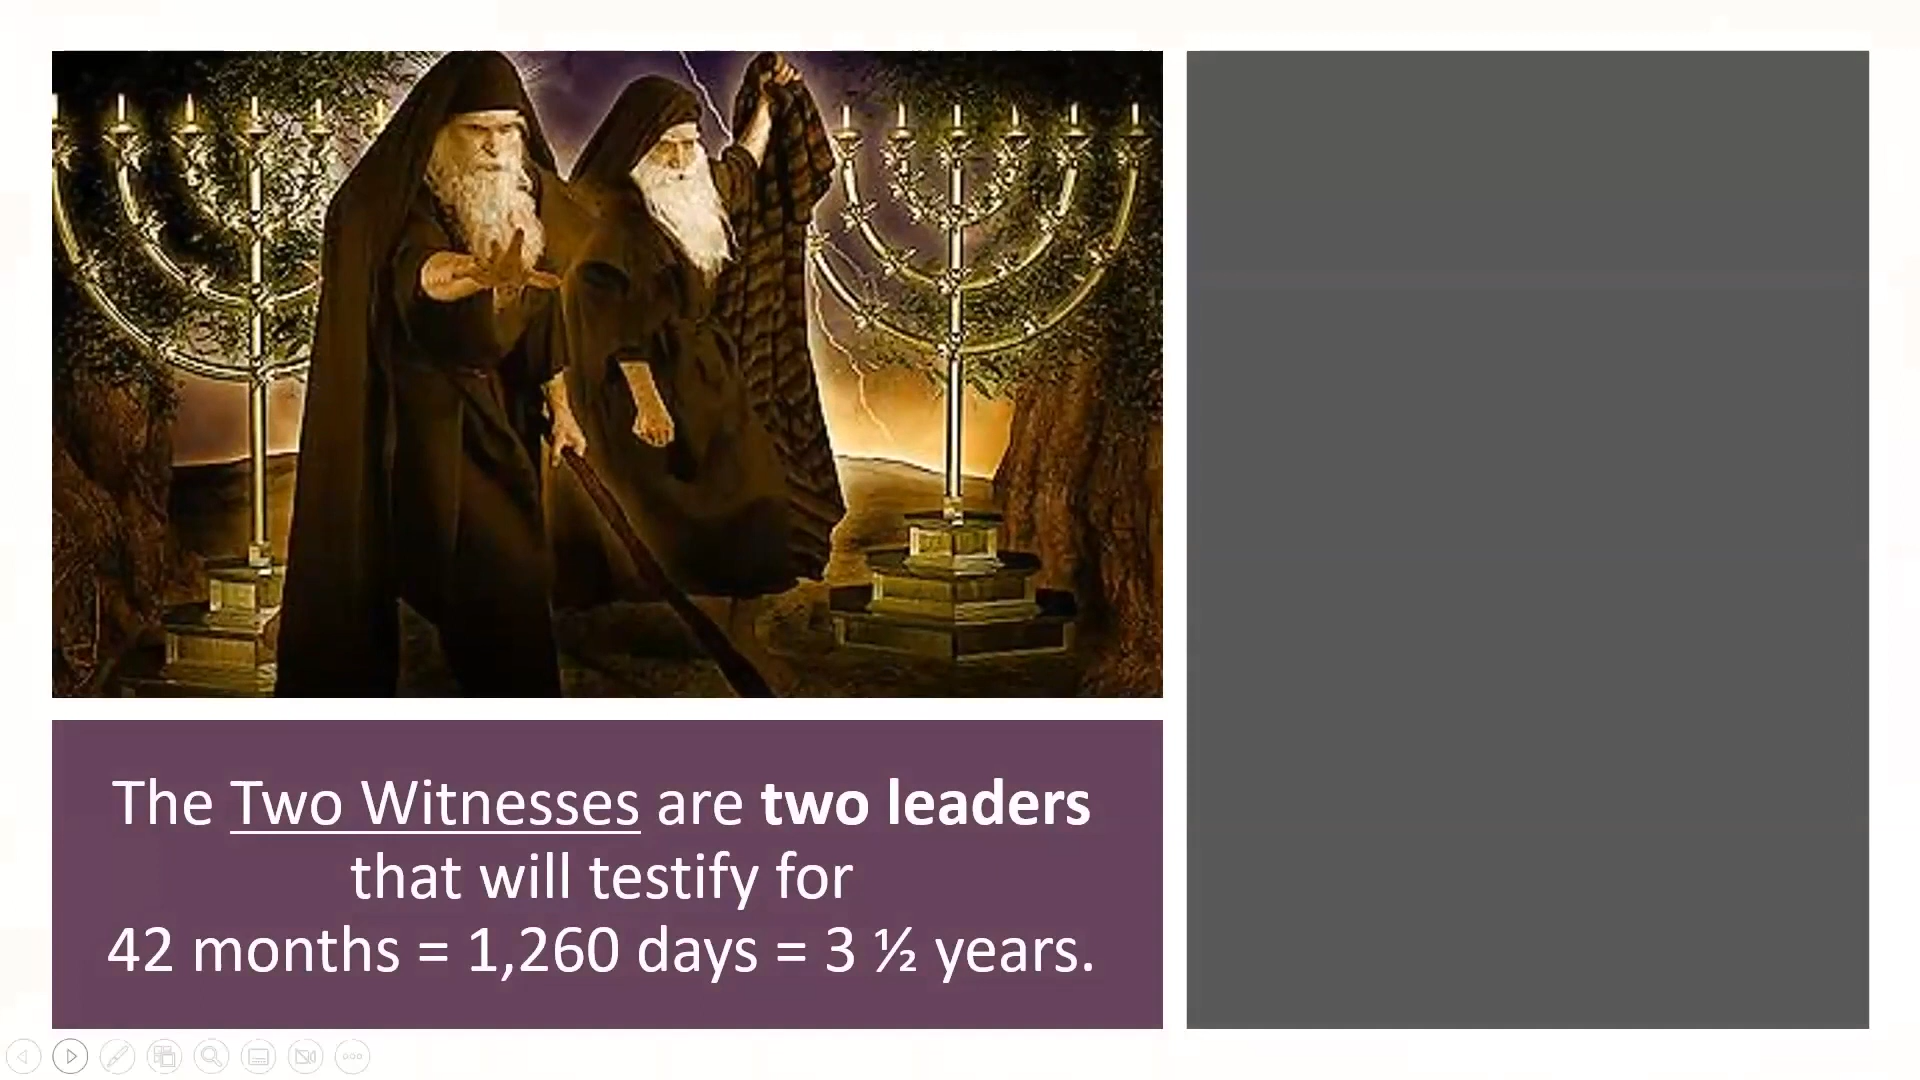 The Two Witnesses are two leaders
that will testify for
42 months = 1,260 days = 3 ½ years.